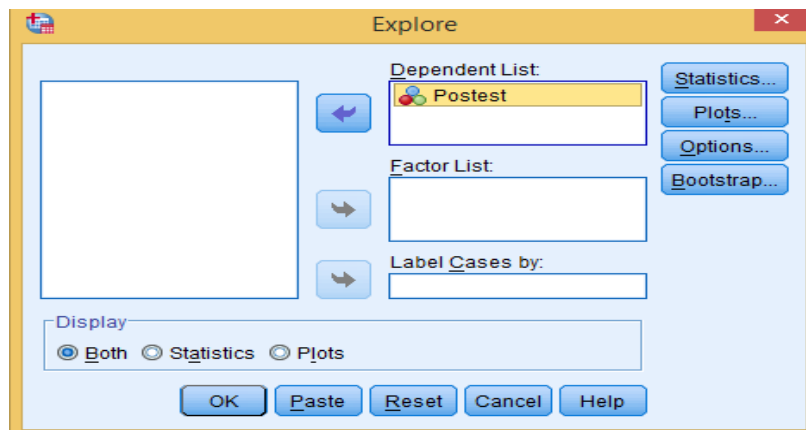 Explore
Dependent List:
Postest
Factor List:
Label Cases by:
Statistics...
Plots...
Options...
Bootstrap...
Display
Both Statistics Plots
OK Paste Reset Cancel Help